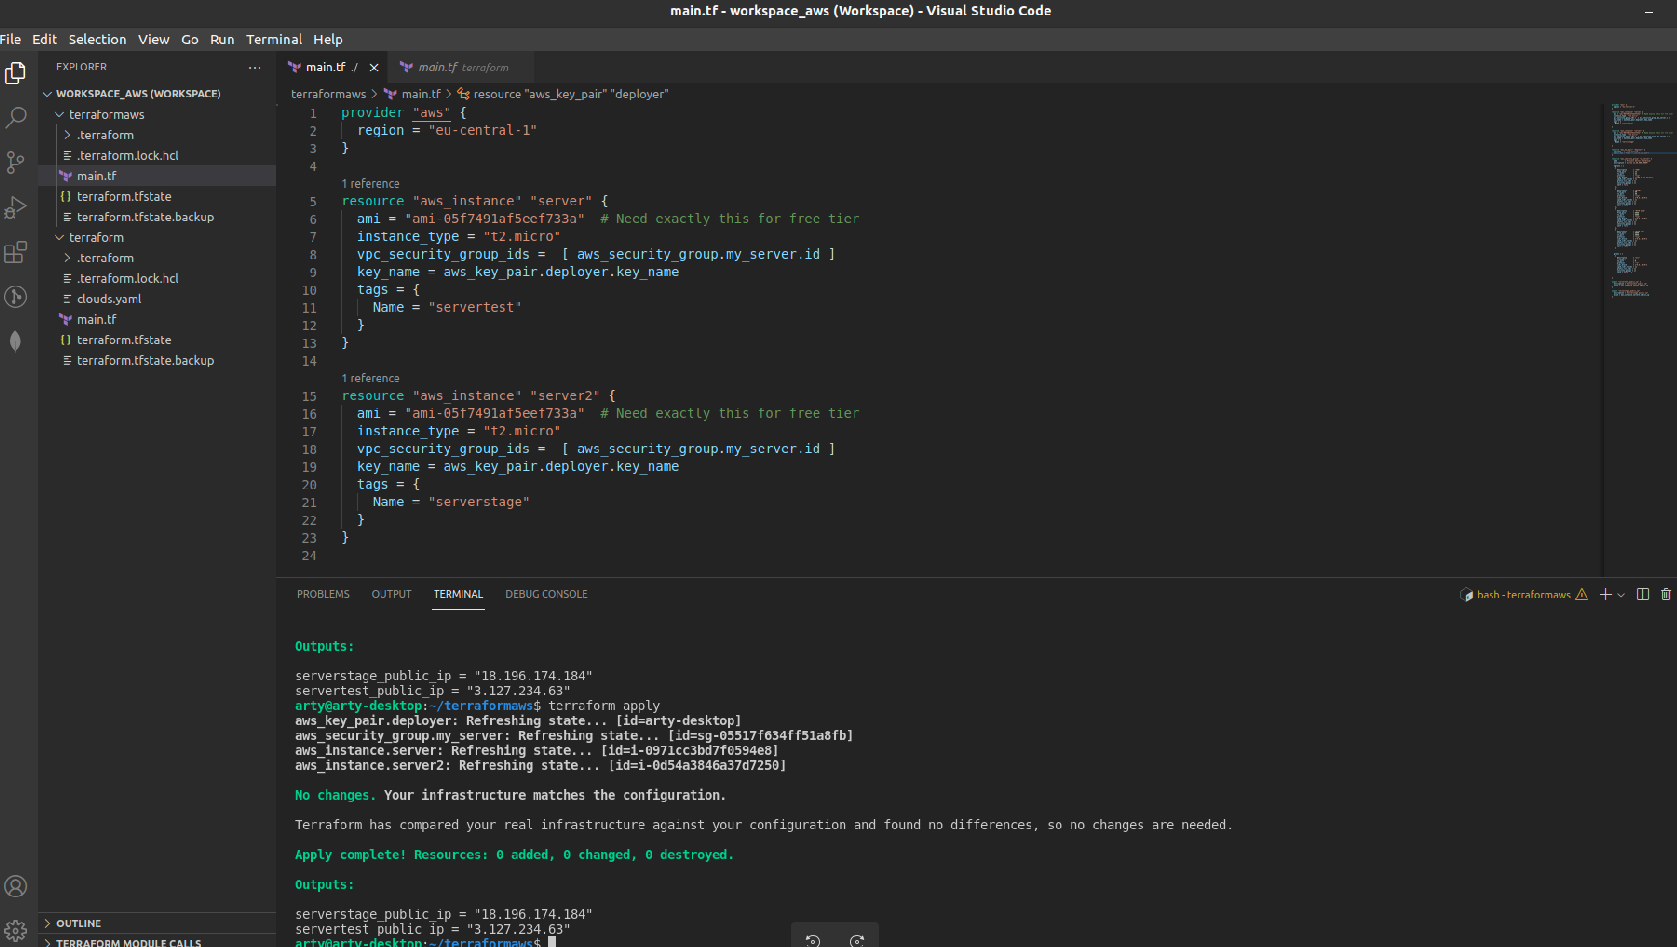 main.tf - workspace_aws (Workspace) - Visual Studio Code
File Edit Selection View Go Run Terminal Help
EXPLORER
WORKSPACE_AWS (WORKSPACE)
terraformaws
.terraform
.terraform.lock.hcl
main.tf
terraform.tfstate
terraform.tfstate.backup
terraform
.terraform
.terraform.lock.hcl
clouds.yaml
main.tf
terraform.tfstate
terraform.tfstate.backup
OUTLINE
TERRAFORM MODULE CALLS
main.tf ./ main.tf terraform
terraformaws > main.tf > resource "aws_key_pair" "deployer"
1 provider "aws" {
2 region = "eu-central-1"
3 }
4
1 reference
5 resource "aws_instance" "server" {
6 ami = "ami-05f7491af5eef733a" # Need exactly this for free tier
7 instance_type = "t2.micro"
8 vpc_security_group_ids = [ aws_security_group.my_server.id ]
9 key_name = aws_key_pair.deployer.key_name
10 tags = {
11 Name = "servertest"
12 }
13 }
14
1 reference
15 resource "aws_instance" "server2" {
16 ami = "ami-05f7491af5eef733a" # Need exactly this for free tier
17 instance_type = "t2.micro"
18 vpc_security_group_ids = [ aws_security_group.my_server.id ]
19 key_name = aws_key_pair.deployer.key_name
20 tags = {
21 Name = "serverstage"
22 }
23 }
24
PROBLEMS OUTPUT TERMINAL DEBUG CONSOLE
bash - terraformaws
Outputs:
serverstage_public_ip = "18.196.174.184"
servertest_public_ip = "3.127.234.63"
arty@arty-desktop:~/terraformaws$ terraform apply
aws_key_pair.deployer: Refreshing state... [id=arty-desktop]
aws_security_group.my_server: Refreshing state... [id=sg-05517f634ff51a8fb]
aws_instance.server: Refreshing state... [id=i-0971cc3bd7f0594e8]
aws_instance.server2: Refreshing state... [id=i-0d54a3846a37d7250]
No changes. Your infrastructure matches the configuration.
Terraform has compared your real infrastructure against your configuration and found no differences, so no changes are needed.
Apply complete! Resources: 0 added, 0 changed, 0 destroyed.
Outputs:
serverstage_public_ip = "18.196.174.184"
servertest_public_ip = "3.127.234.63"
arty@arty-desktop:~/terraformaws$